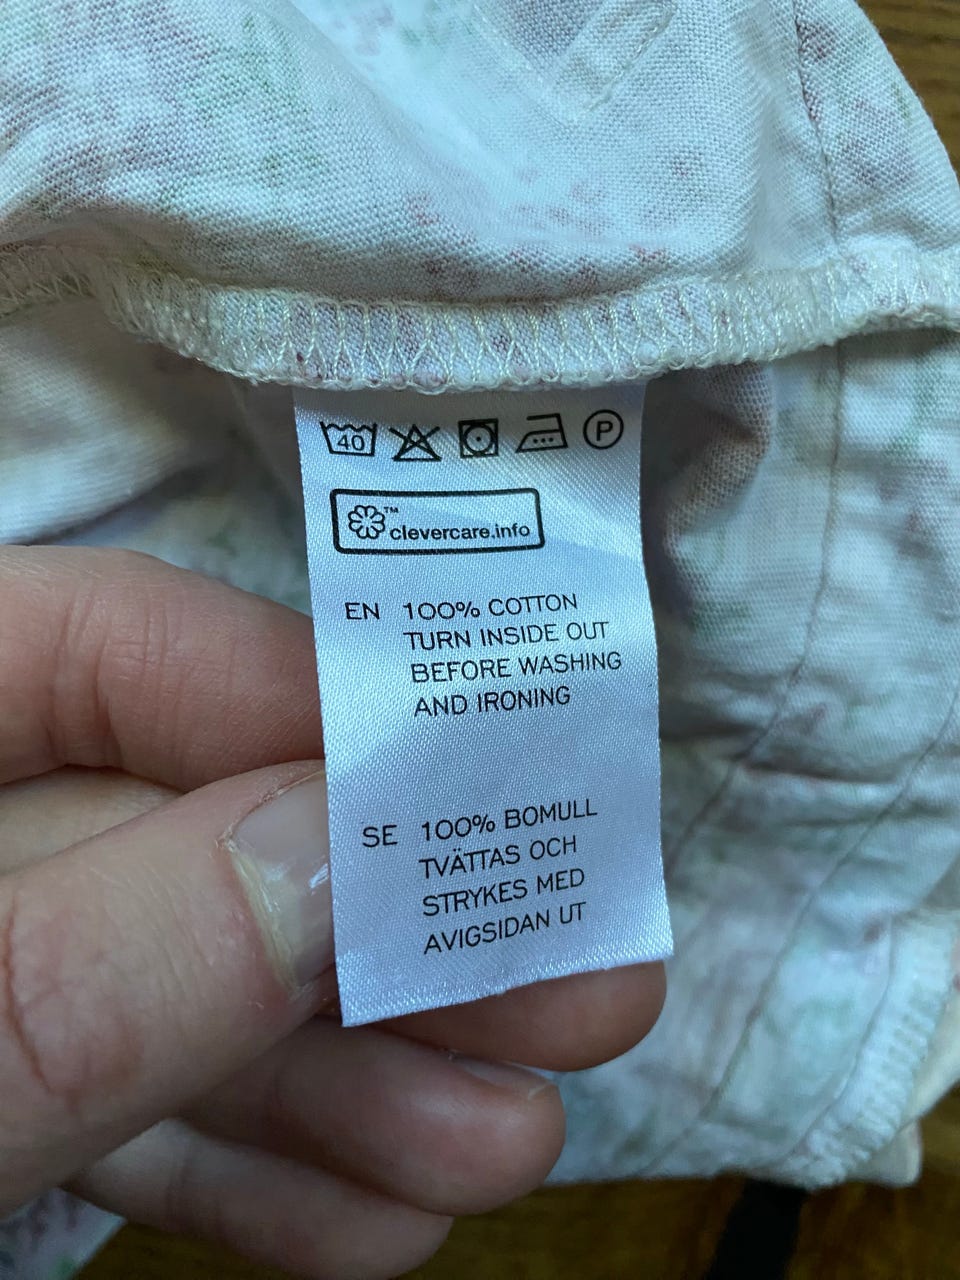 40
P
™
clevercare.info
EN 100% COTTON
TURN INSIDE OUT
BEFORE WASHING
AND IRONING
SE 100% BOMULL
TVÄTTAS OCH
STRYKES MED
AVIGSIDAN UT